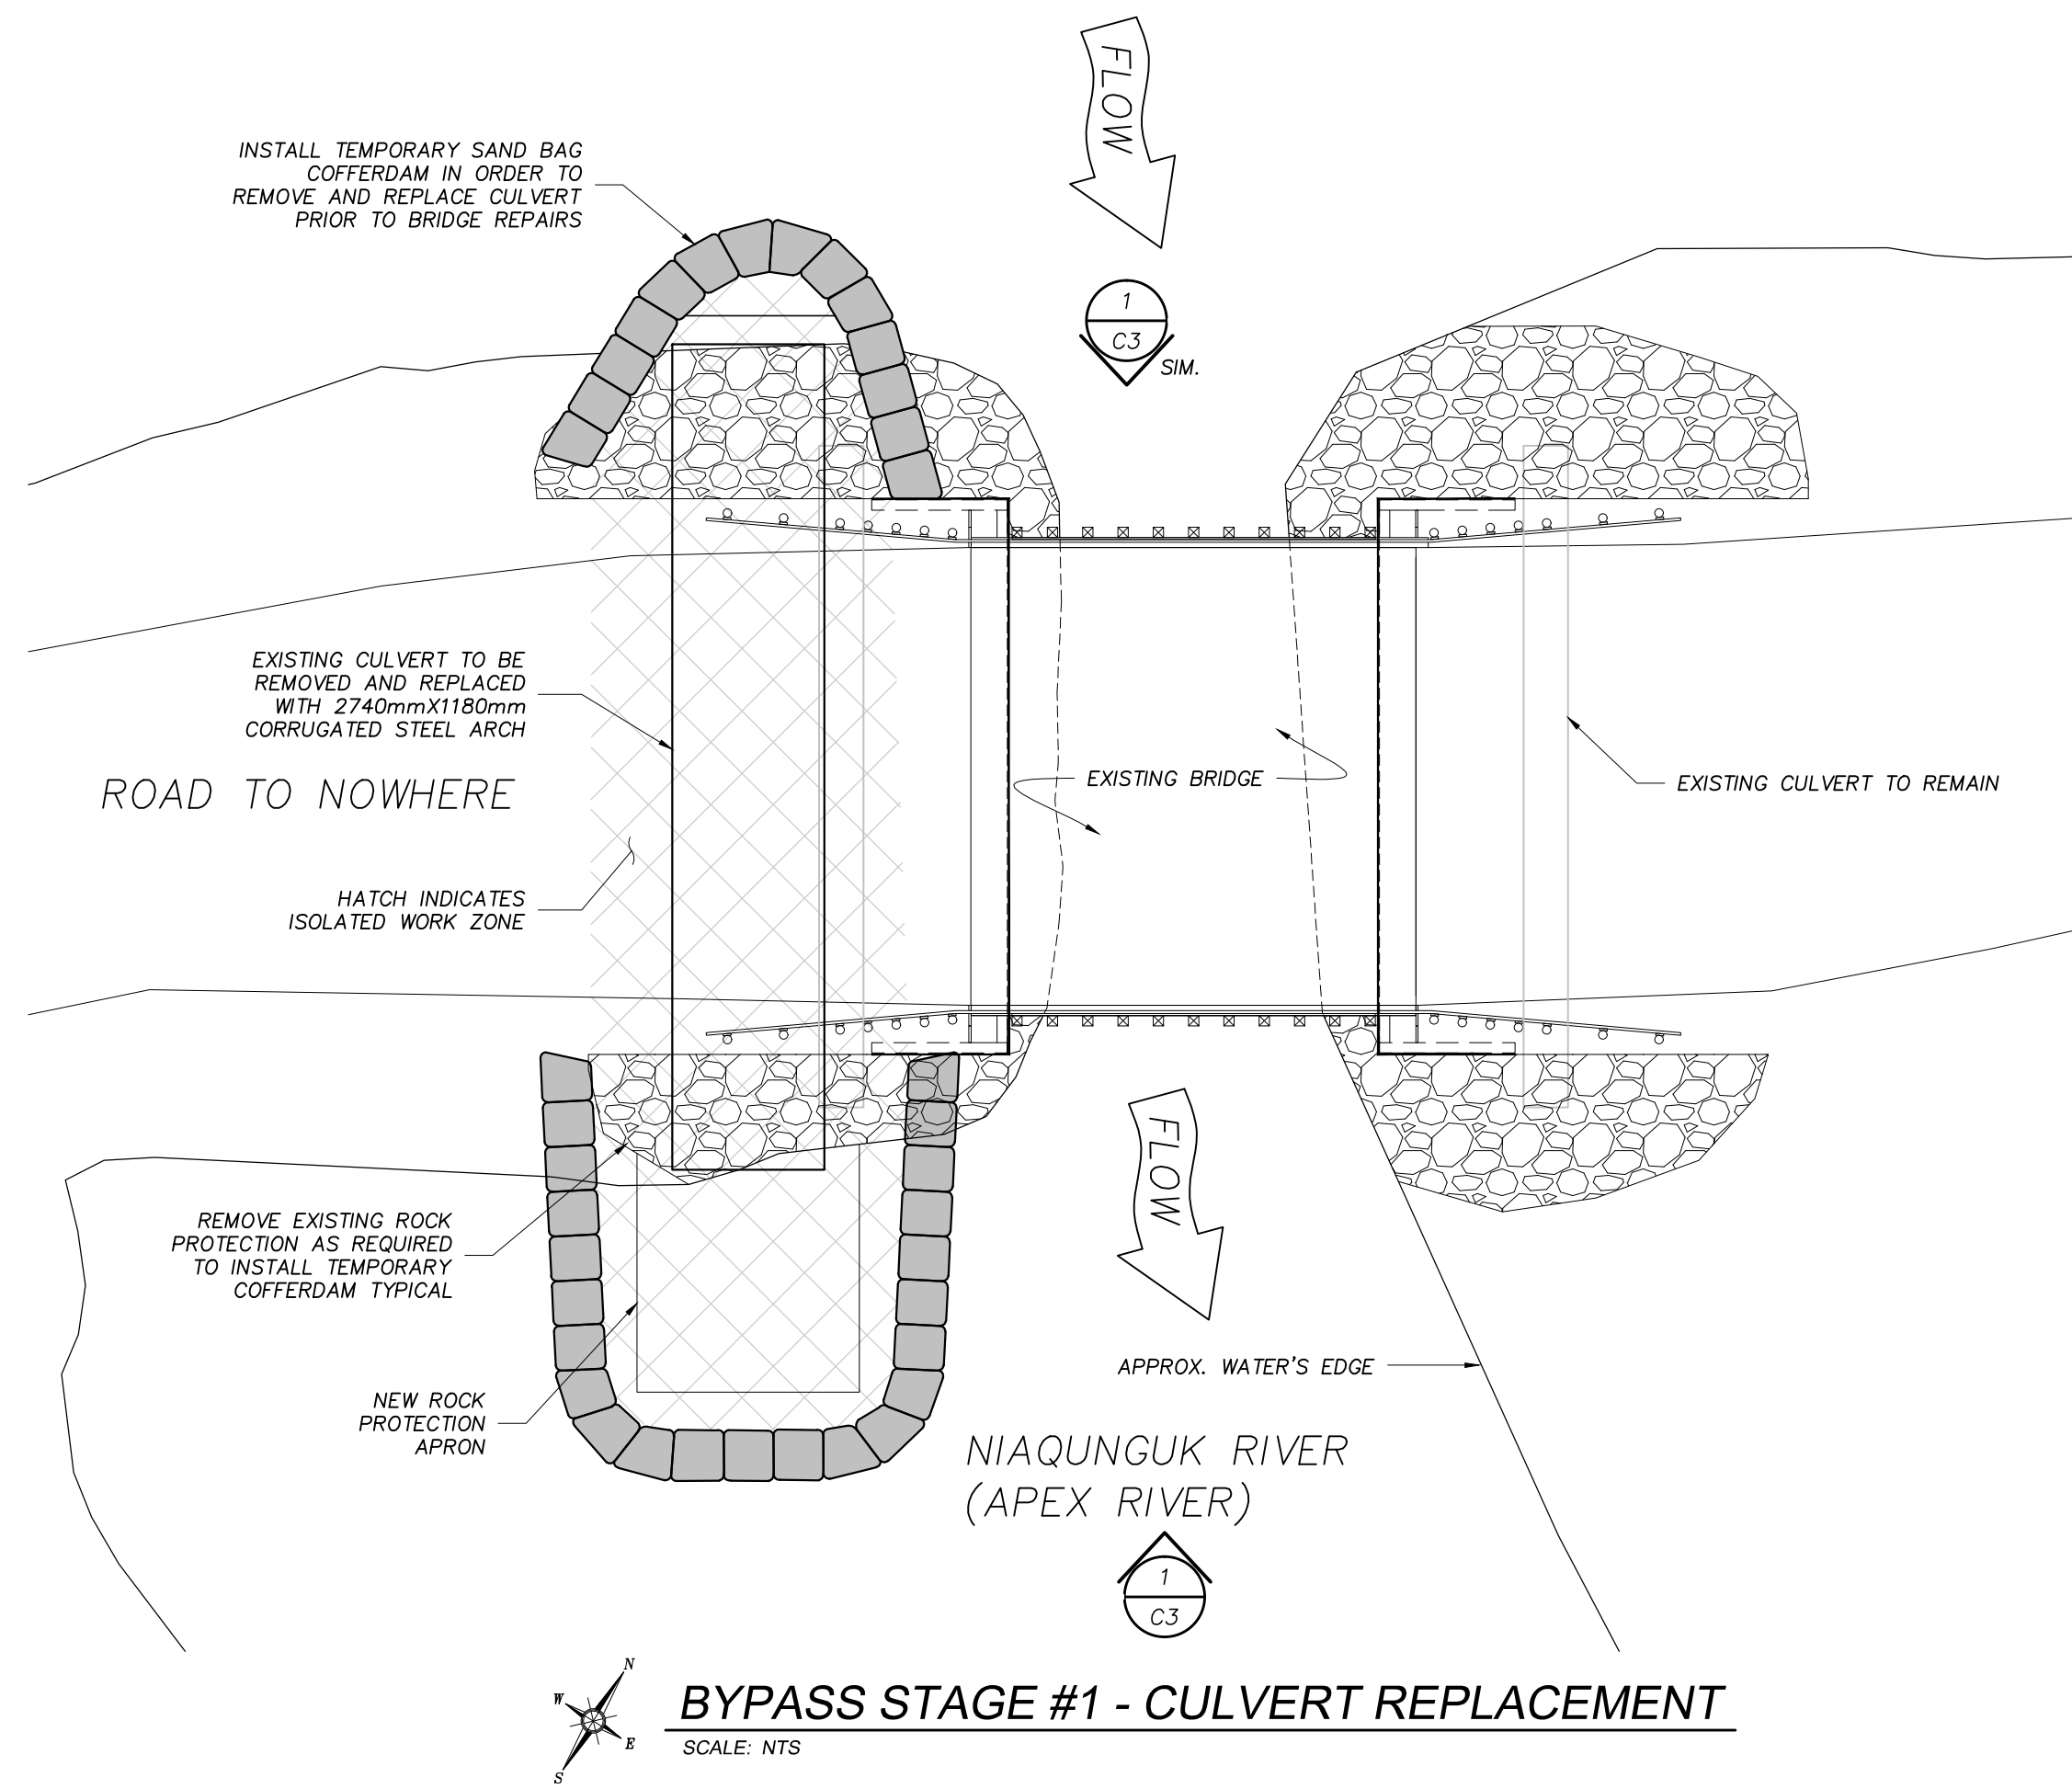 FLOW
INSTALL TEMPORARY SAND BAG
COFFERDAM IN ORDER TO
REMOVE AND REPLACE CULVERT
PRIOR TO BRIDGE REPAIRS
1
C3
SIM.
EXISTING CULVERT TO BE
REMOVED AND REPLACED
WITH 2740mmX1180mm
CORRUGATED STEEL ARCH
ROAD TO NOWHERE
EXISTING BRIDGE
EXISTING CULVERT TO REMAIN
HATCH INDICATES
ISOLATED WORK ZONE
FLOW
REMOVE EXISTING ROCK
PROTECTION AS REQUIRED
TO INSTALL TEMPORARY
COFFERDAM TYPICAL
APPROX. WATER'S EDGE
NEW ROCK
PROTECTION
APRON
NIAQUNGUK RIVER
(APEX RIVER)
1
C3
N
W
E
S
BYPASS STAGE #1 - CULVERT REPLACEMENT
SCALE: NTS